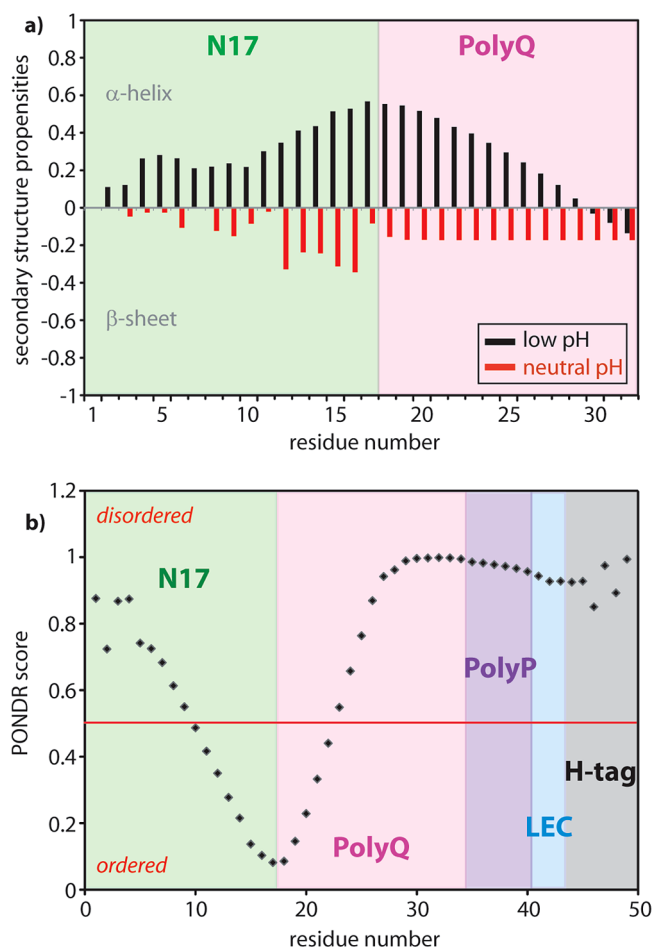 a)
N17
PolyQ
α-helix
β-sheet
low pH
neutral pH
secondary structure propensities
1
0.8
0.6
0.4
0.2
0
-0.2
-0.4
-0.6
-0.8
-1
1 5 10 15 20 25 30
residue number
b)
disordered
N17
PolyP
H-tag
LEC
PolyQ
ordered
PONDR score
1.2
1
0.8
0.6
0.4
0.2
0
0 10 20 30 40 50
residue number